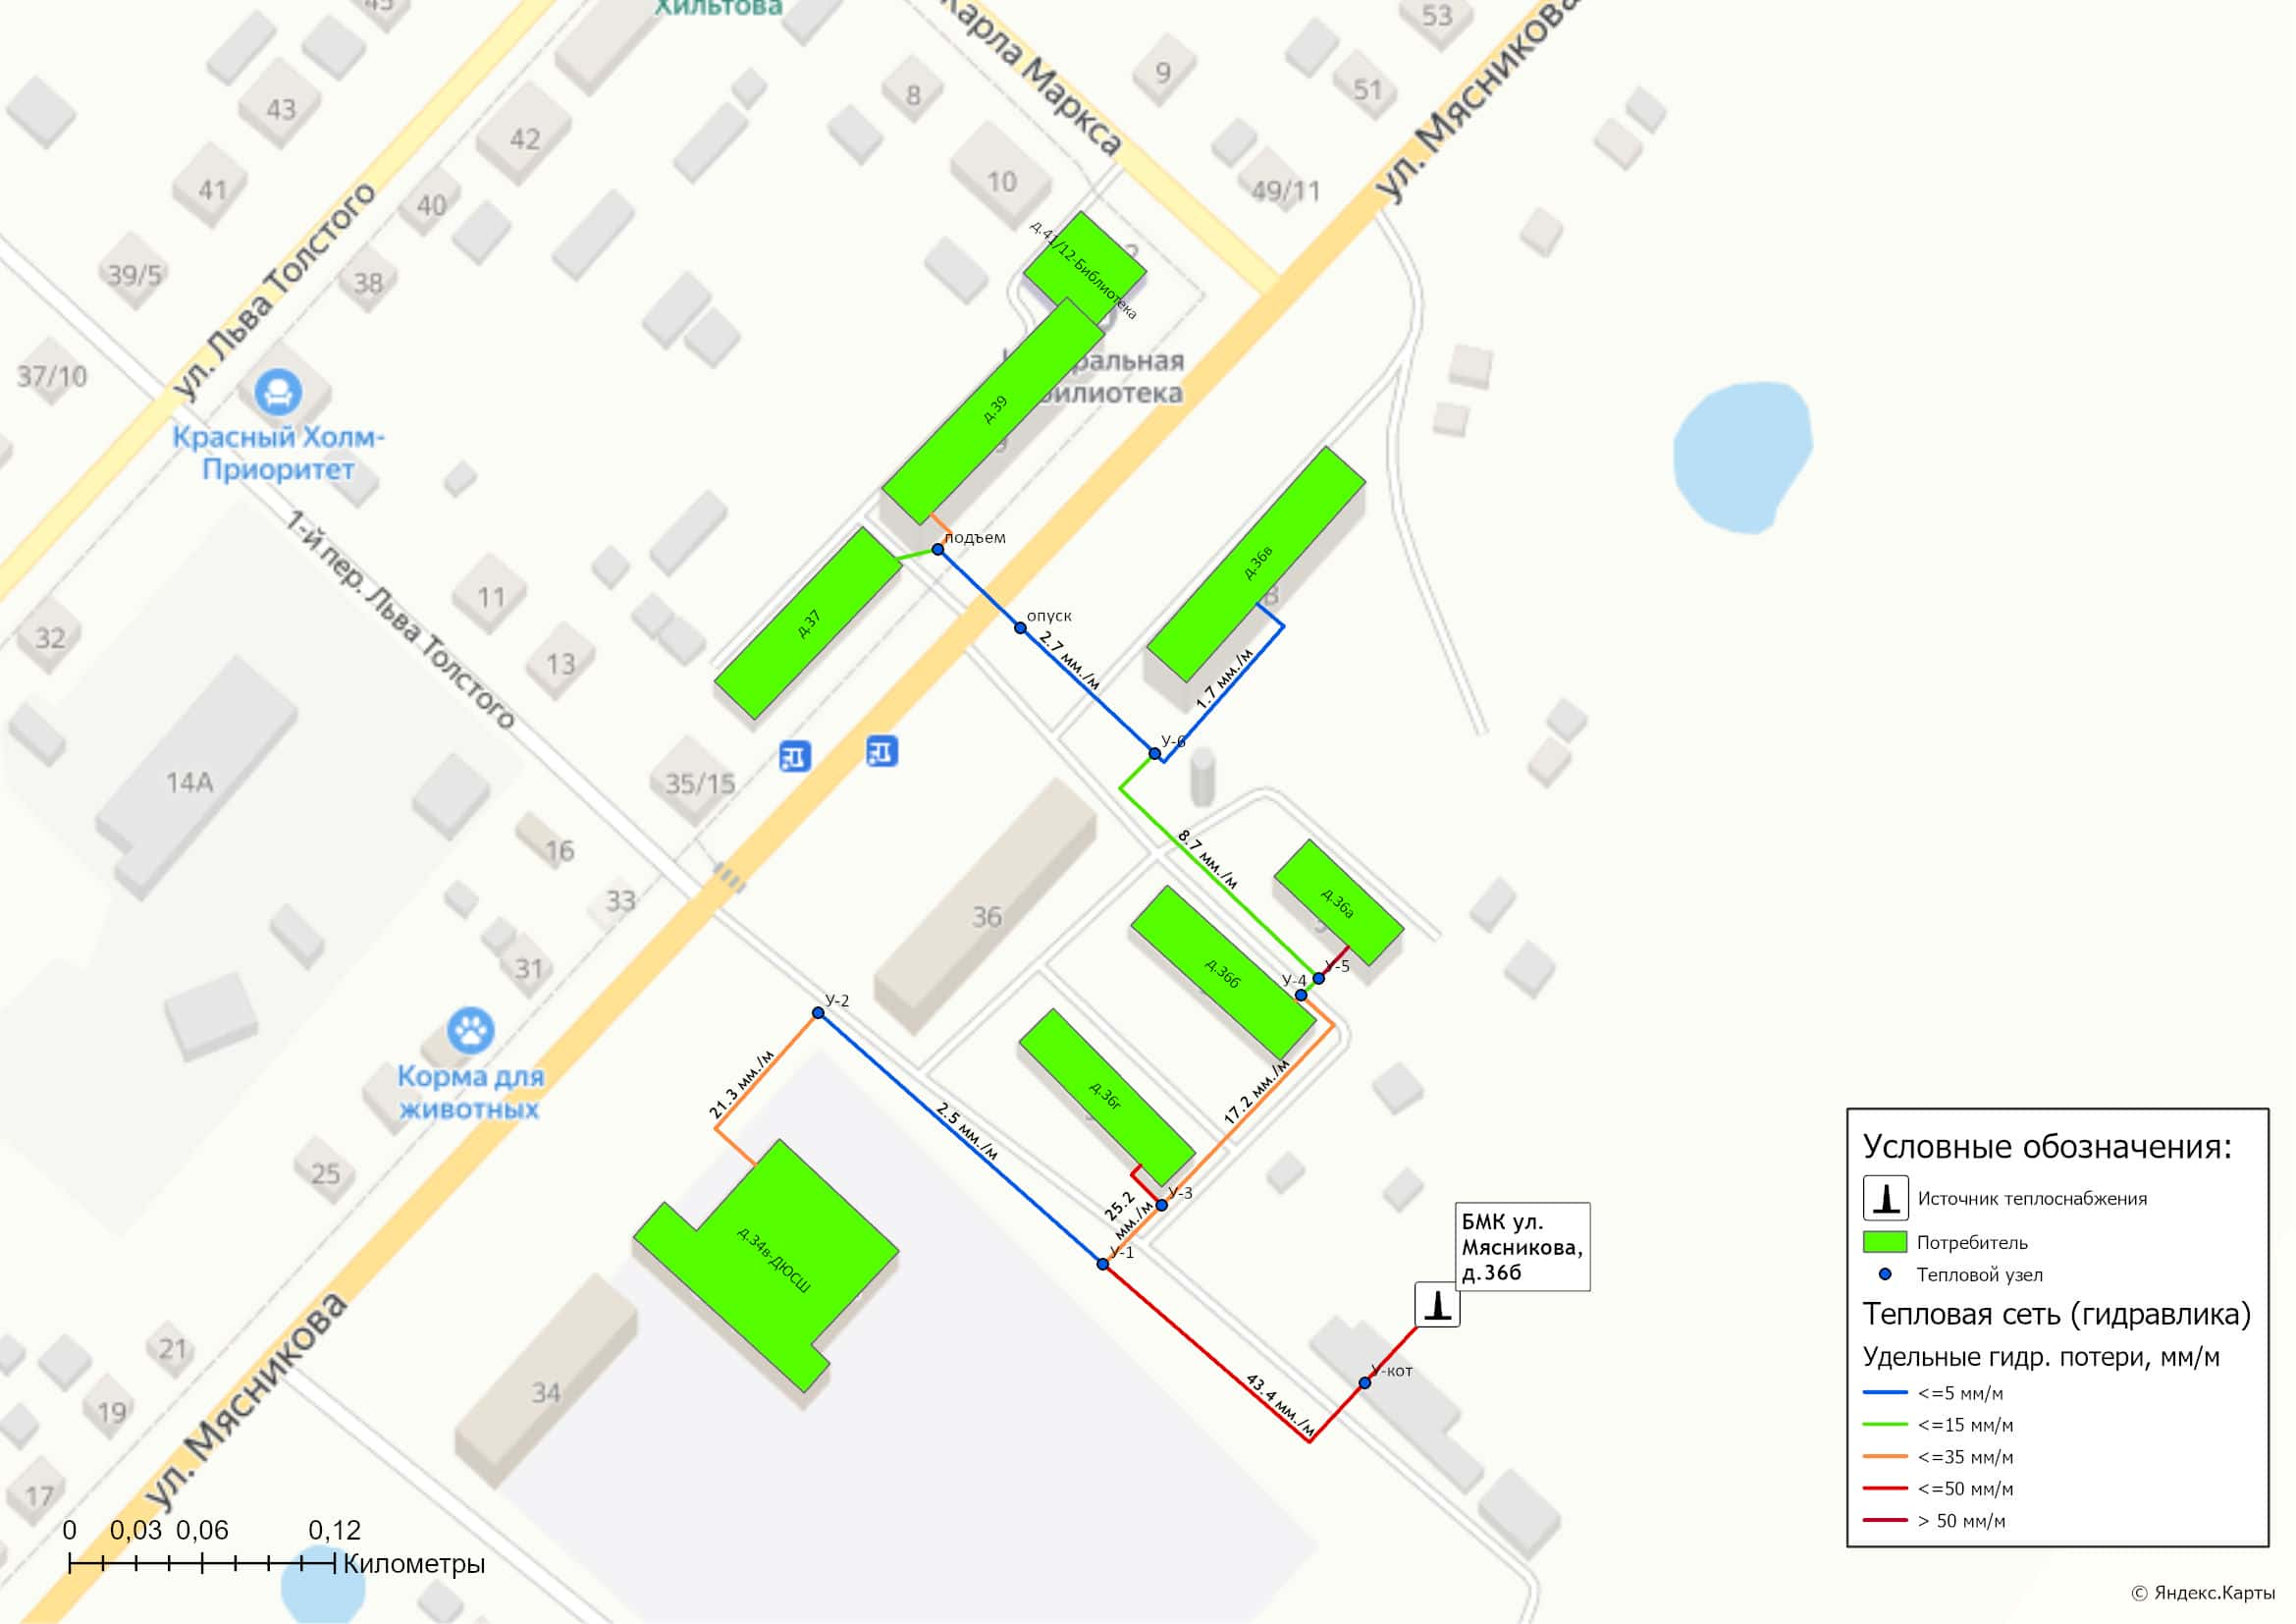 45
Хильтова
Карла Маркса
53
ул. Мясникова
9
51
8
43
42
10
49/11
41
40
39/5
38
ул. Льва Толстого
д.41/12-Библиотека
37/10
ральная
билиотека
д.39
Красный Холм-
Приоритет
1-й пер. Льва Толстого
подъем
д.36в
11
опуск
д.37
32
13
2.7 мм./м
1.7 мм./м
У-6
14А
35/15
8.7 мм./м
16
33
36
д.36а
31
д.36б
У-5
У-4
У-2
Корма для
животных
21.3 мм./м
2.5 мм./м
д.36г
17.2 мм./м
25
У-3
25.2
мм./м
У-1
д.34в-ДЮСШ
БМК ул.
Мясникова,
д.36б
21
34
У-кот
43.4 мм./м
19
17
ул. Мясникова
Условные обозначения:
Источник теплоснабжения
Потребитель
Тепловой узел
Тепловая сеть (гидравлика)
Удельные гидр. потери, мм/м
<=5 мм/м
<=15 мм/м
<=35 мм/м
<=50 мм/м
> 50 мм/м
0 0,03 0,06 0,12
Километры
© Яндекс.Карты